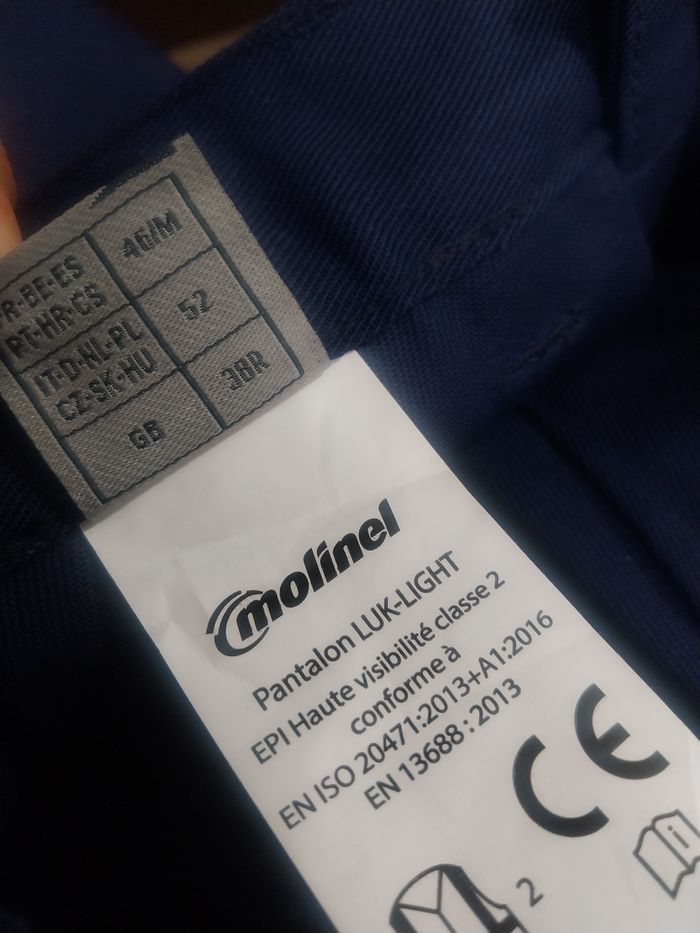 R·BE·ES
PT·HR·CS
46/M
IT·D·NL·PL
CZ·SK·HU
52
GB
38R
molinel
Pantalon LUK-LIGHT
EPI Haute visibilité classe 2
conforme à
EN ISO 20471:2013+A1:2016
EN 13688 : 2013
CE
i
2